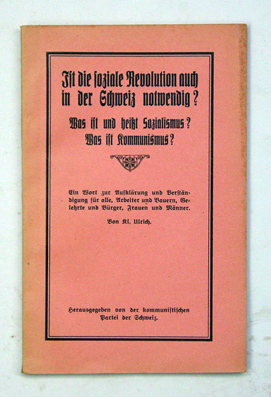 Ist die soziale Revolution auch
in der Schweiz notwendig?
Was ist und heißt Sozialismus?
Was ist Kommunismus?
Ein Wort zur Aufklärung und Verstän-
digung für alle, Arbeiter und Bauern, Ge-
lehrte und Bürger, Frauen und Männer.
Von Kl. Ulrich.
Herausgegeben von der kommunistischen
Partei der Schweiz.